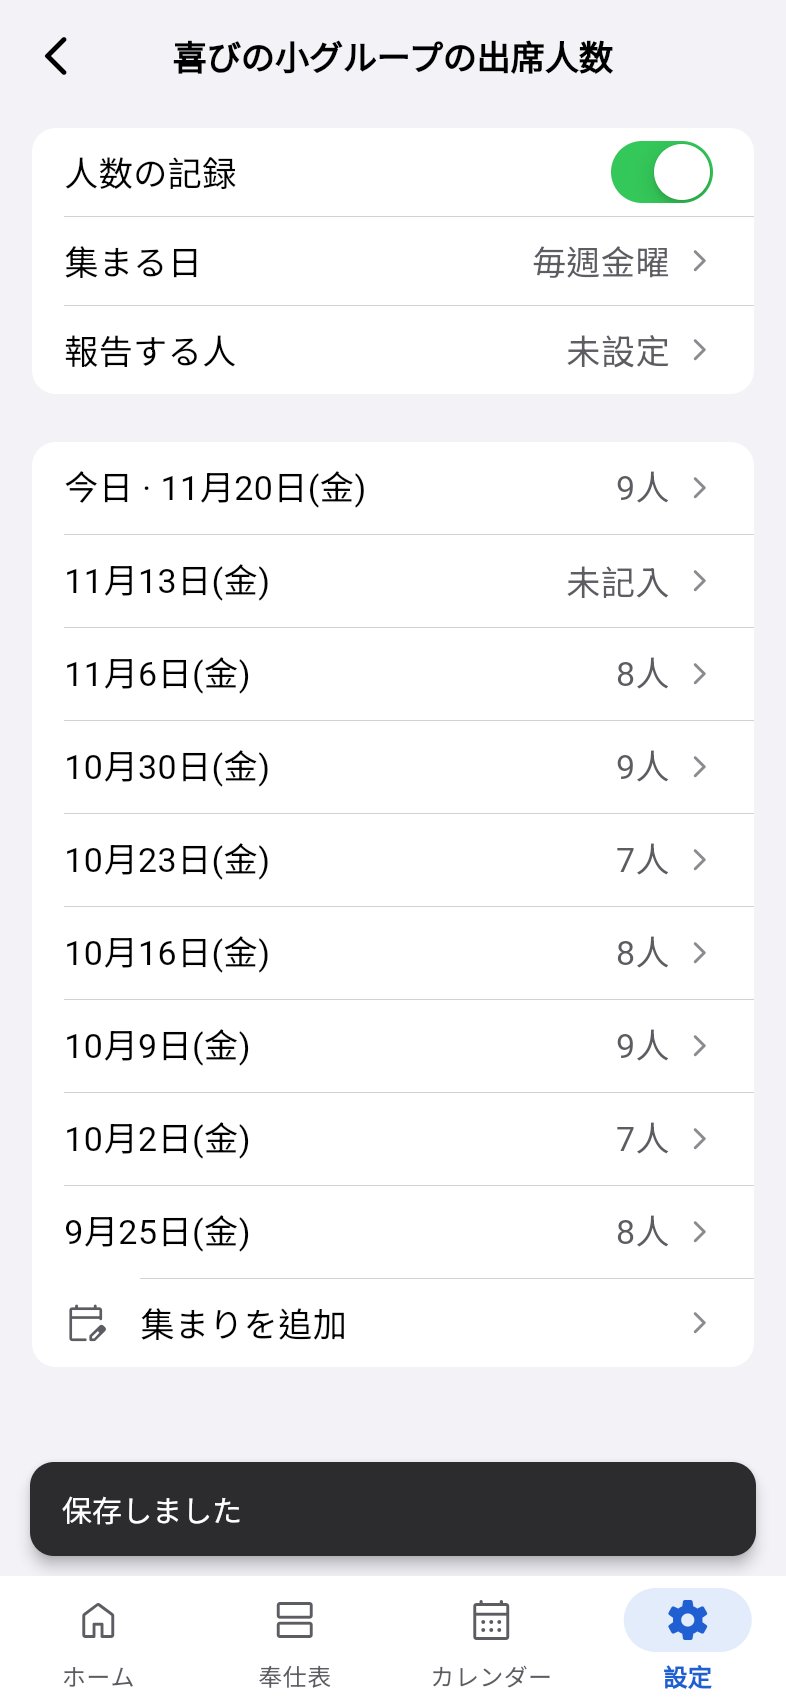 喜びの小グループの出席人数
人数の記録
集まる日 毎週金曜
報告する人 未設定
今日 · 11月20日(金) 9人
11月13日(金) 未記入
11月6日(金) 8人
10月30日(金) 9人
10月23日(金) 7人
10月16日(金) 8人
10月9日(金) 9人
10月2日(金) 7人
9月25日(金) 8人
集まりを追加
保存しました
ホーム 奉仕表 カレンダー 設定